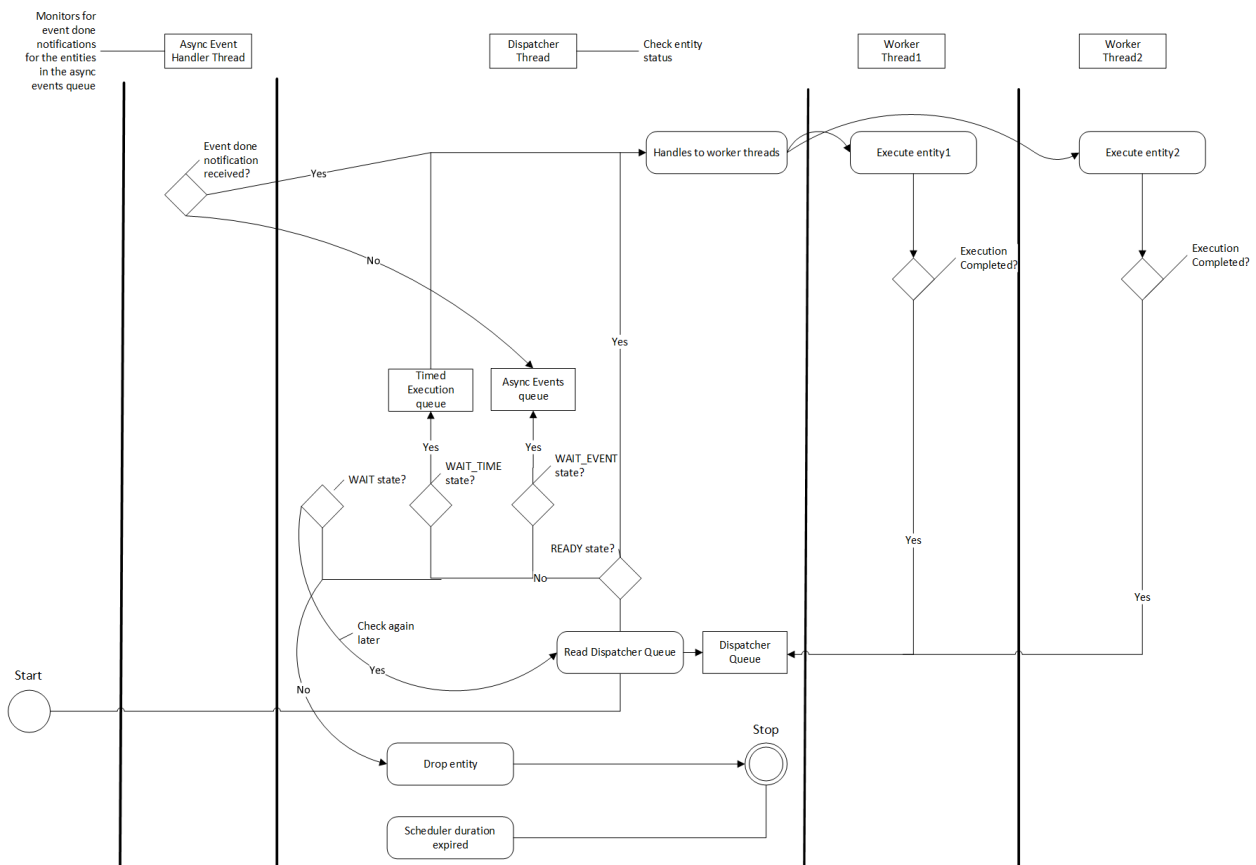 Monitors for
event done
notifications
for the entities
in the async
events queue
Async Event
Handler Thread
Dispatcher
Thread
Check entity
status
Worker
Thread1
Worker
Thread2
Event done
notification
received?
Yes
No
Handles to worker threads
Execute entity1
Execute entity2
Execution
Completed?
Execution
Completed?
Yes
Timed
Execution
queue
Async Events
queue
Yes
Yes
WAIT state?
WAIT_TIME
state?
WAIT_EVENT
state?
READY state?
No
Yes
Yes
Check again
later
Yes
Read Dispatcher Queue
Dispatcher
Queue
Start
No
Stop
Drop entity
Scheduler duration
expired